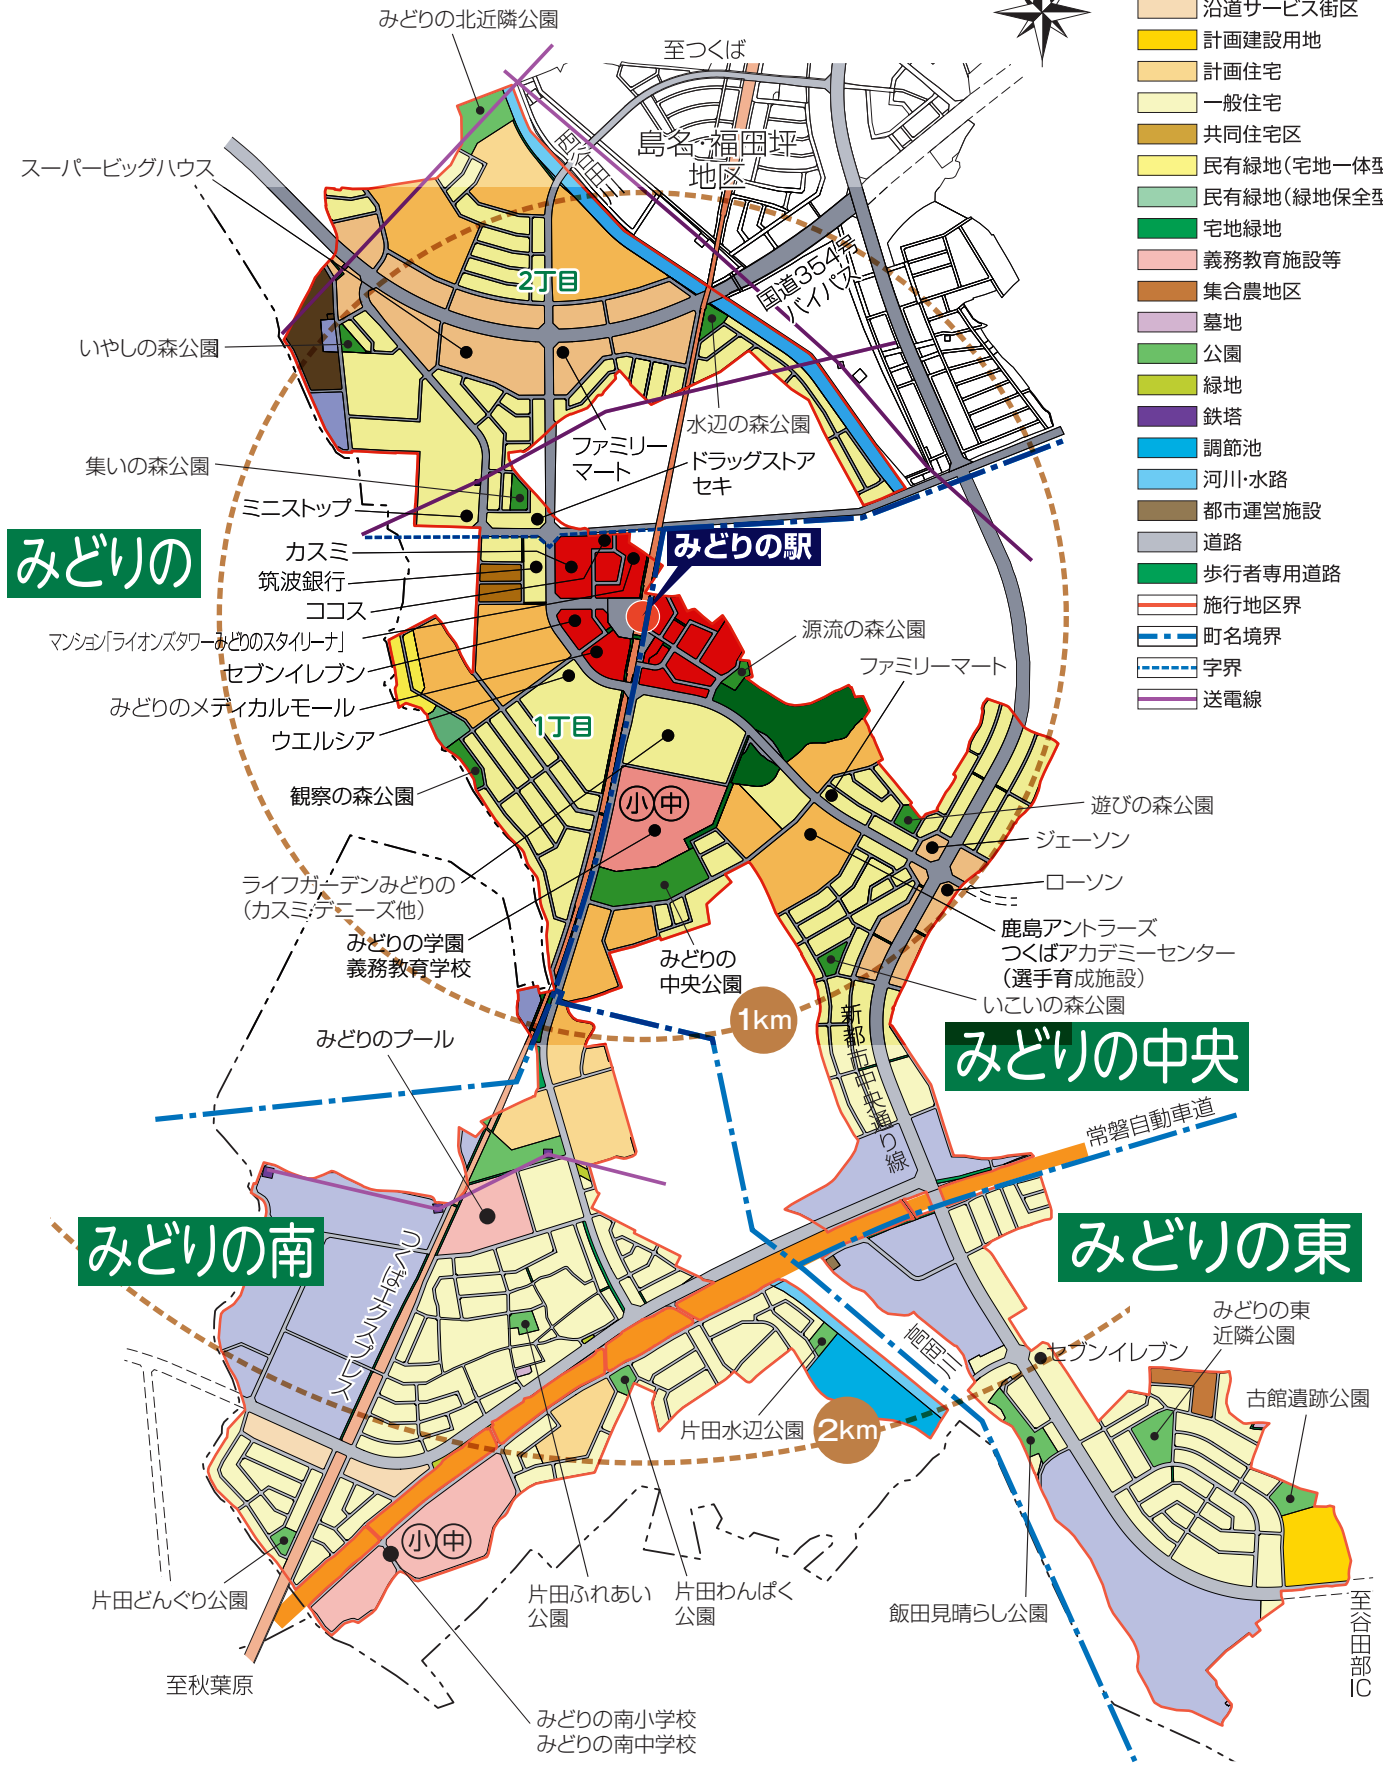 沿道サービス街区
計画建設用地
計画住宅
一般住宅
共同住宅区
民有緑地(宅地一体型
民有緑地(緑地保全型
宅地緑地
義務教育施設等
集合農地区
墓地
公園
緑地
鉄塔
調節池
河川・水路
都市運営施設
道路
歩行者専用道路
施行地区界
町名境界
字界
送電線
みどりの北近隣公園
至つくば
島名・福田坪
地区
西谷田川
スーパービッグハウス
国道354号
バイパス
2丁目
いやしの森公園
水辺の森公園
ファミリー
マート
ドラッグストア
セキ
集いの森公園
ミニストップ
みどりの
カスミ
みどりの駅
筑波銀行
ココス
マンション「ライオンズタワーみどりのスタイリーナ」
源流の森公園
ファミリーマート
セブンイレブン
みどりのメディカルモール
1丁目
ウエルシア
観察の森公園
小中
遊びの森公園
ジェーソン
ローソン
ライフガーデンみどりの
(カスミ・デニーズ他)
みどりの学園
義務教育学校
みどりの
中央公園
鹿島アントラーズ
つくばアカデミーセンター
(選手育成施設)
いこいの森公園
1km
新都市中央通り線
みどりの中央
みどりのプール
常磐自動車道
みどりの南
みどりの東
つくばエクスプレス
みどりの東
近隣公園
セブンイレブン
古館遺跡公園
片田水辺公園
2km
小中
片田どんぐり公園
片田ふれあい
公園
片田わんぱく
公園
飯田見晴らし公園
至谷田部IC
至秋葉原
みどりの南小学校
みどりの南中学校